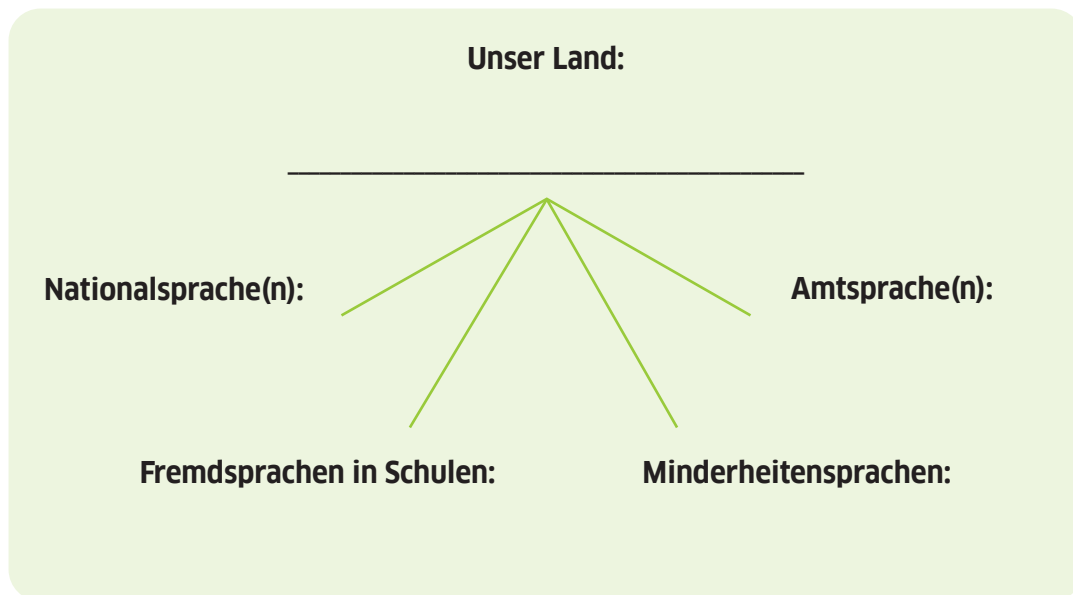 Unser Land:
Nationalsprache(n):
Amtsprache(n):
Fremdsprachen in Schulen:
Minderheitensprachen: